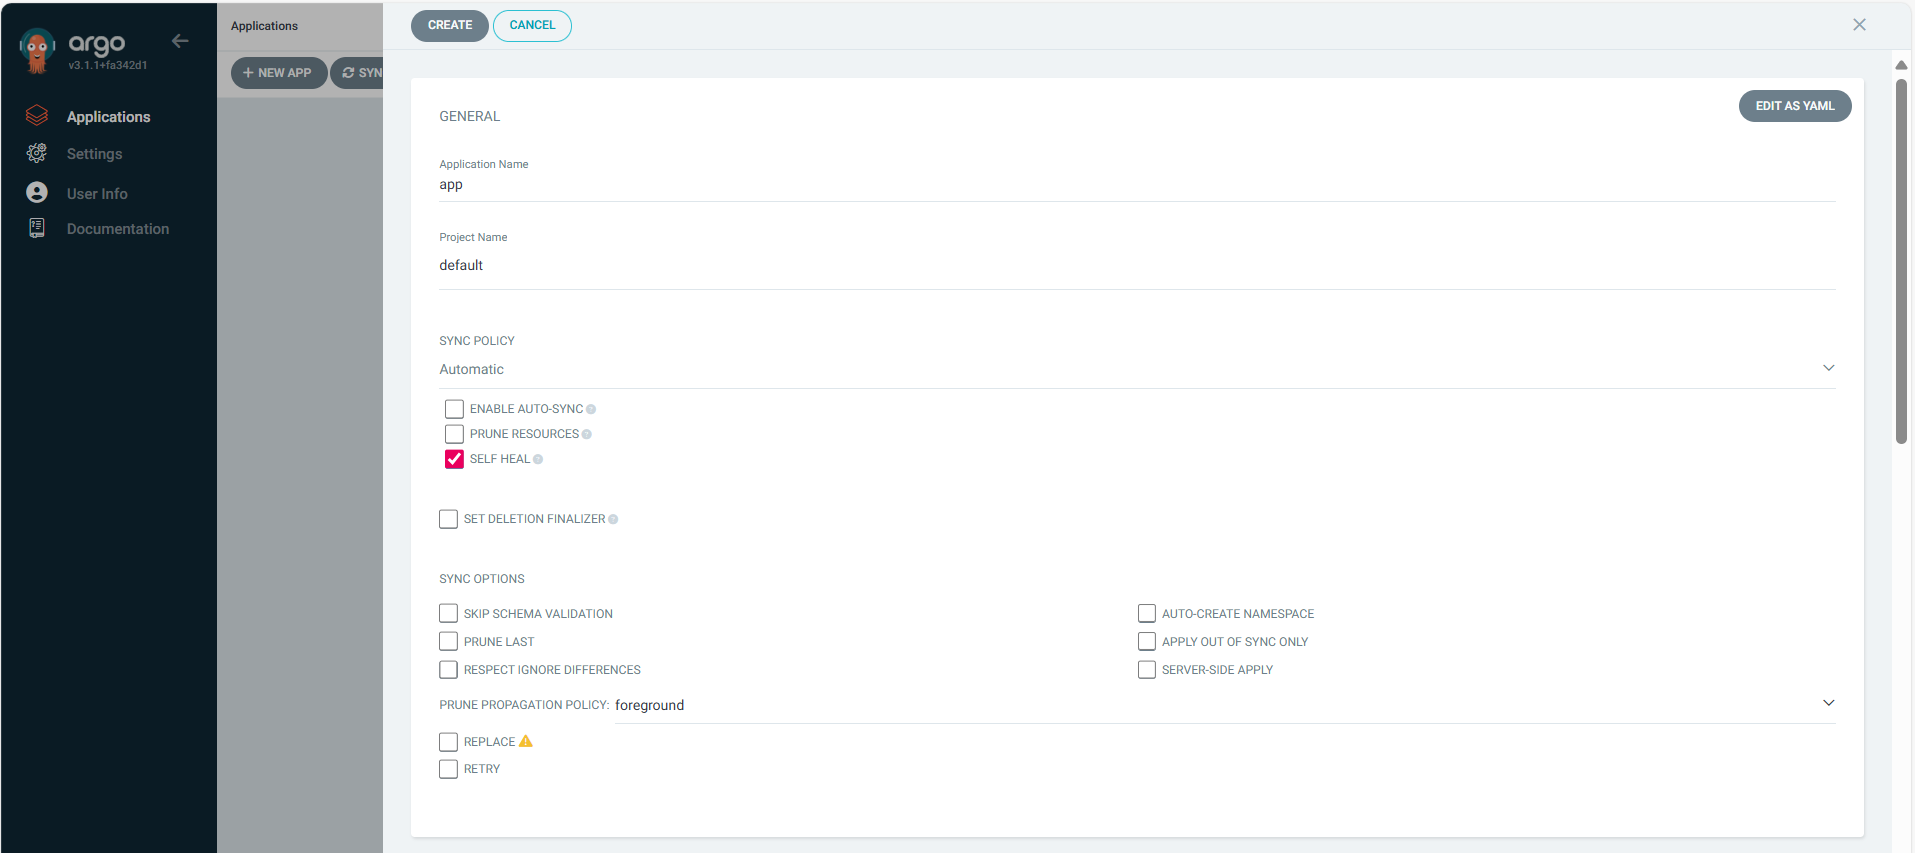 argo
v3.1.1+fa342d1
Applications
Settings
User Info
Documentation
Applications
+ NEW APP
SYN
CREATE
CANCEL
GENERAL
EDIT AS YAML
Application Name
app
Project Name
default
SYNC POLICY
Automatic
ENABLE AUTO-SYNC
PRUNE RESOURCES
SELF HEAL
SET DELETION FINALIZER
SYNC OPTIONS
SKIP SCHEMA VALIDATION
AUTO-CREATE NAMESPACE
PRUNE LAST
APPLY OUT OF SYNC ONLY
RESPECT IGNORE DIFFERENCES
SERVER-SIDE APPLY
PRUNE PROPAGATION POLICY: foreground
REPLACE
RETRY